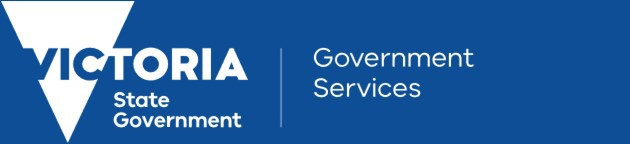 VICTORIA
State
Government
Government
Services